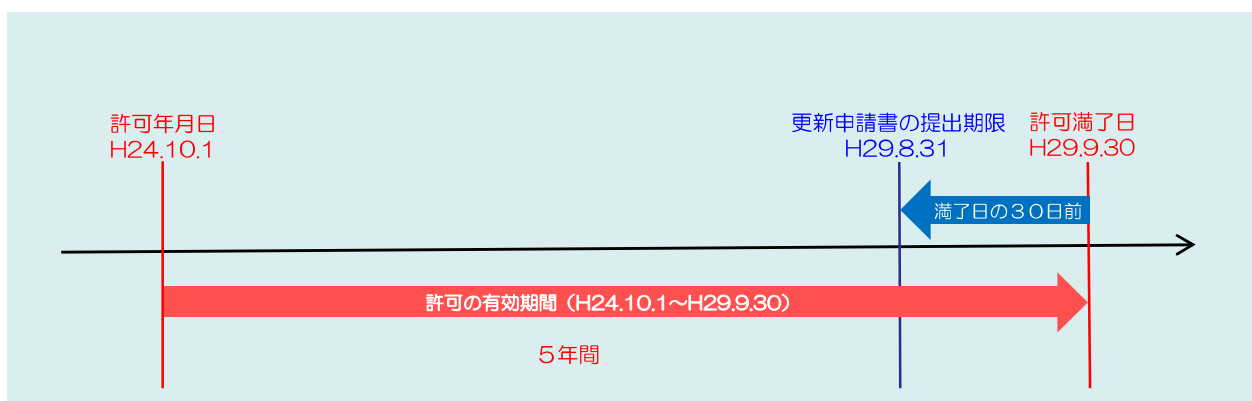 許可年月日
H24.10.1
更新申請書の提出期限
H29.8.31
許可満了日
H29.9.30
満了日の30日前
許可の有効期間（H24.10.1～H29.9.30）
5年間